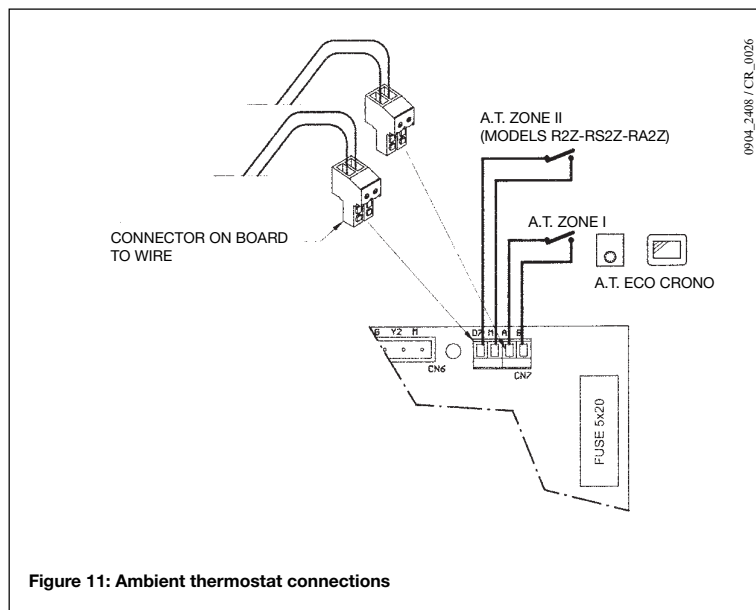 0904_2408 / CR_0026
A.T. ZONE II
(MODELS R2Z-RS2Z-RA2Z)
A.T. ZONE I
CONNECTOR ON BOARD
TO WIRE
A.T. ECO CRONO
Y2 M
D7 M A B
CN6
CN7
FUSE 5x20
Figure 11: Ambient thermostat connections